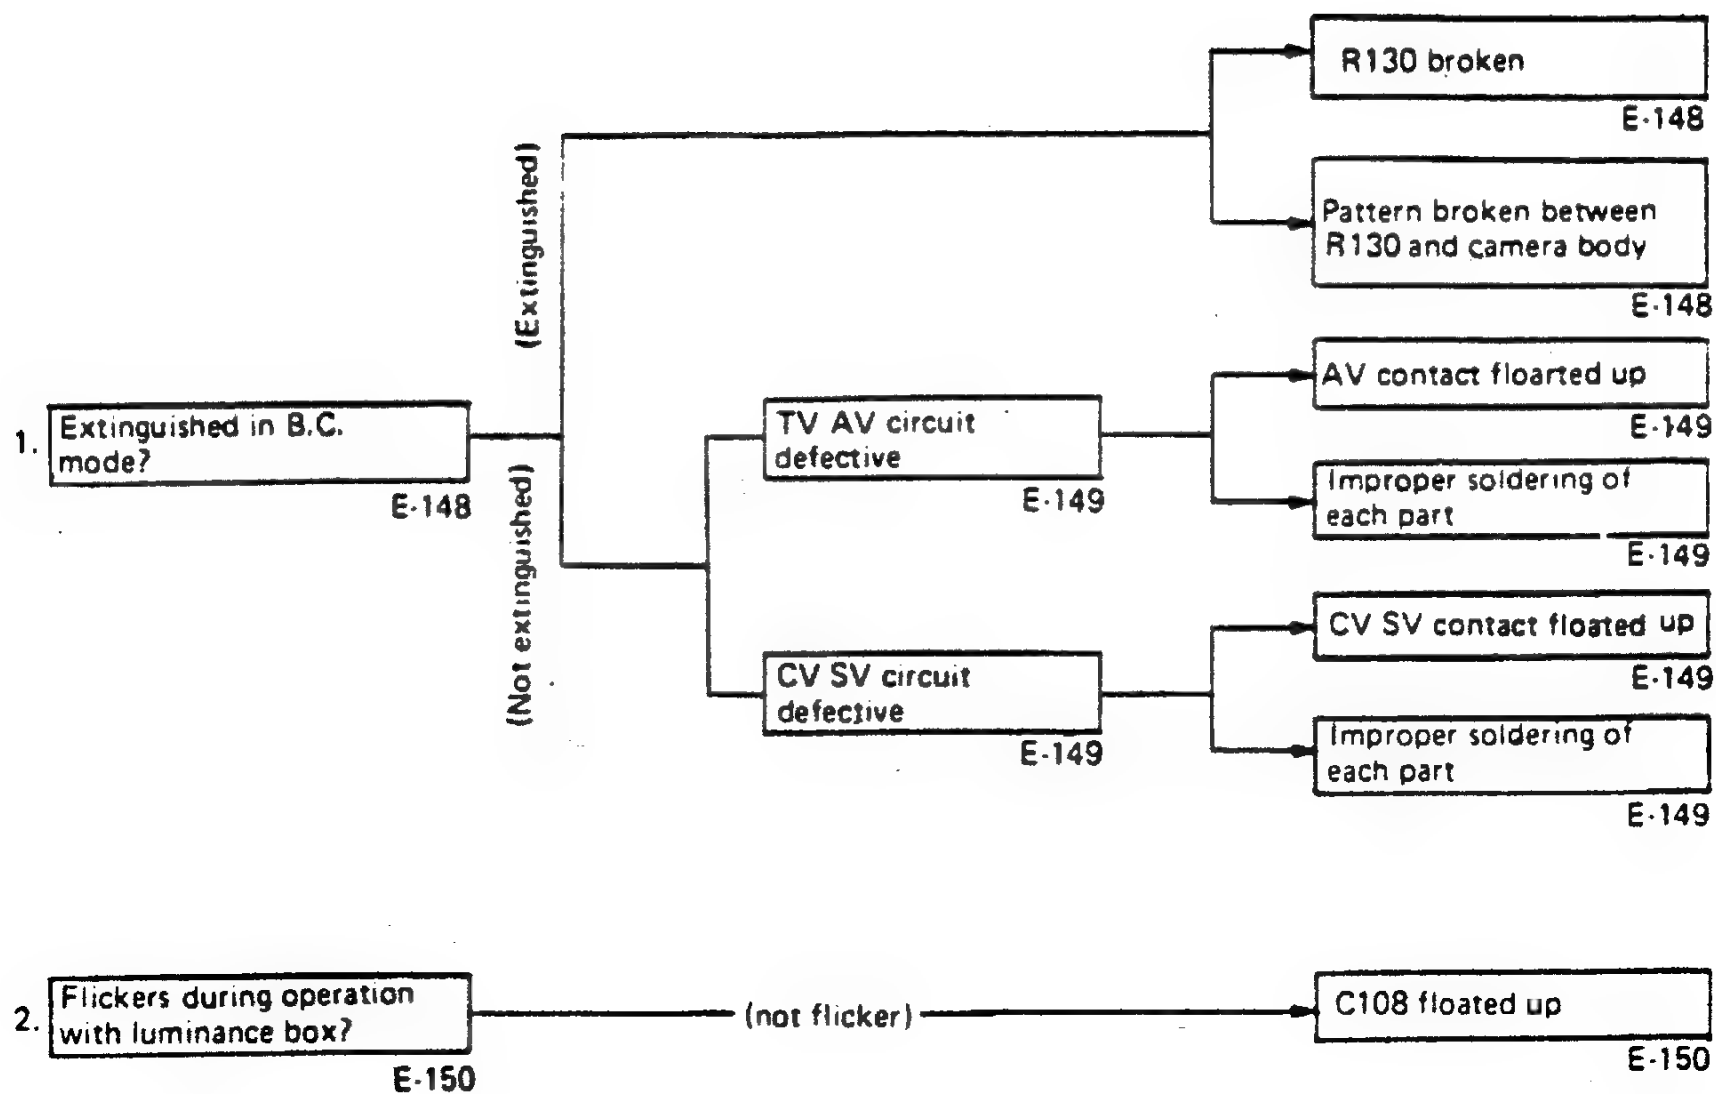 R130 broken
E-148
Pattern broken between
R130 and camera body
E-148
(Extinguished)
1.
Extinguished in B.C.
mode?
E-148
(Not extinguished)
TV AV circuit
defective
E-149
AV contact floarted up
E-149
Improper soldering of
each part
E-149
CV SV circuit
defective
E-149
CV SV contact floated up
E-149
Improper soldering of
each part
E-149
2.
Flickers during operation
with luminance box?
E-150
(not flicker)
C108 floated up
E-150